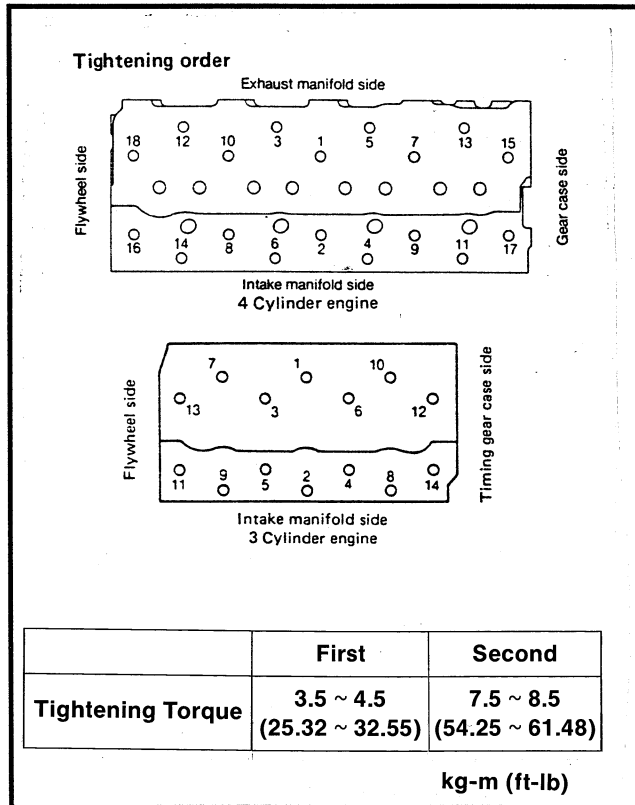 Tightening order
Exhaust manifold side
12 3 5 13
18 10 1 7 15
Flywheel side
Gear case side
16 14 8 6 2 4 9 11 17
Intake manifold side
4 Cylinder engine
7 1 10
13 3 6 12
Flywheel side
Timing gear case side
11 9 5 2 4 8 14
Intake manifold side
3 Cylinder engine
First Second
Tightening Torque 3.5 ~ 4.5 7.5 ~ 8.5
(25.32 ~ 32.55) (54.25 ~ 61.48)
kg-m (ft-lb)